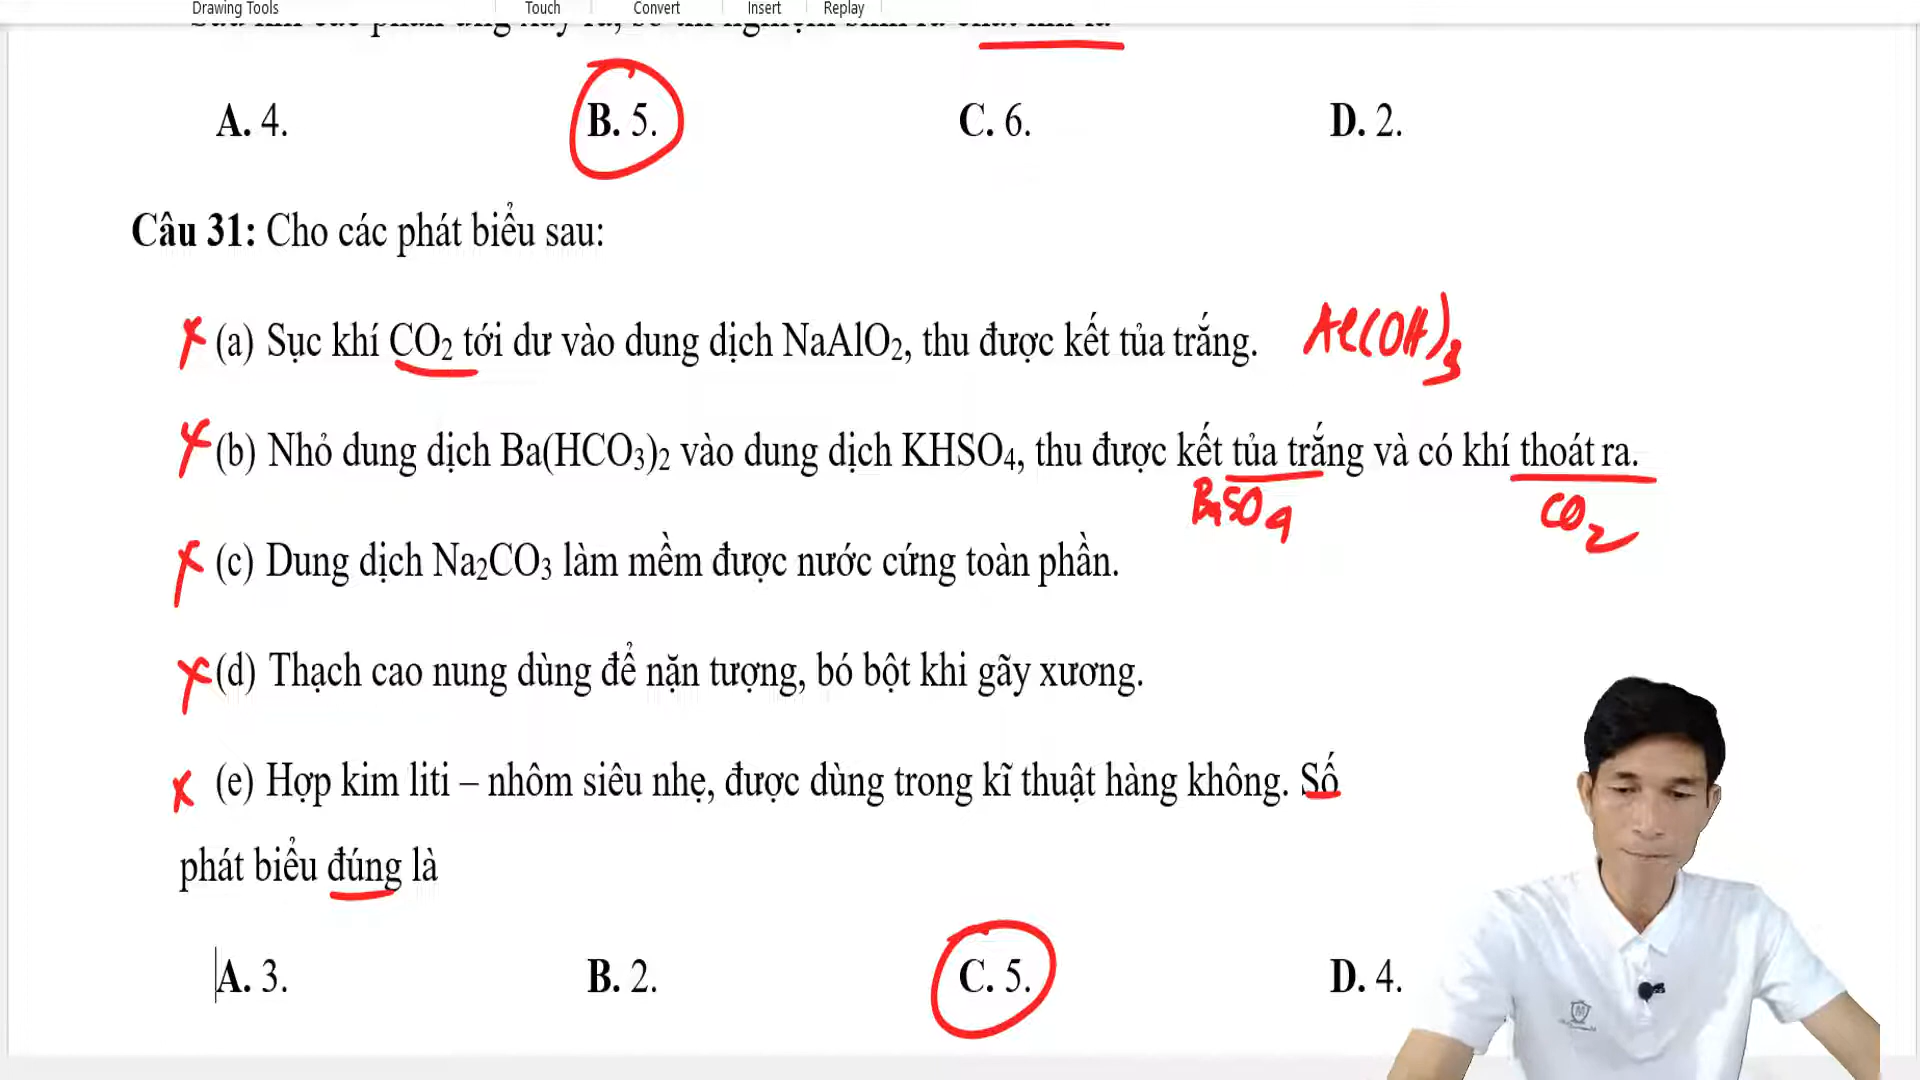 Drawing Tools Touch Convert Insert Replay
A. 4. B. 5. C. 6. D. 2.
Câu 31: Cho các phát biểu sau:
(a) Sục khí CO₂ tới dư vào dung dịch NaAlO₂, thu được kết tủa trắng. Al(OH)₃
(b) Nhỏ dung dịch Ba(HCO₃)₂ vào dung dịch KHSO₄, thu được kết tủa trắng và có khí thoát ra.
BaSO₄ CO₂
(c) Dung dịch Na₂CO₃ làm mềm được nước cứng toàn phần.
(d) Thạch cao nung dùng để nặn tượng, bó bột khi gãy xương.
(e) Hợp kim liti – nhôm siêu nhẹ, được dùng trong kĩ thuật hàng không. Số
phát biểu đúng là
A. 3. B. 2. C. 5. D. 4.